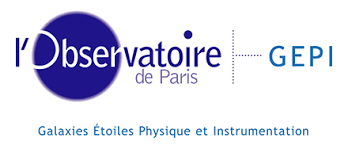 l'Observatoire
de Paris
GEPI
Galaxies Étoiles Physique et Instrumentation